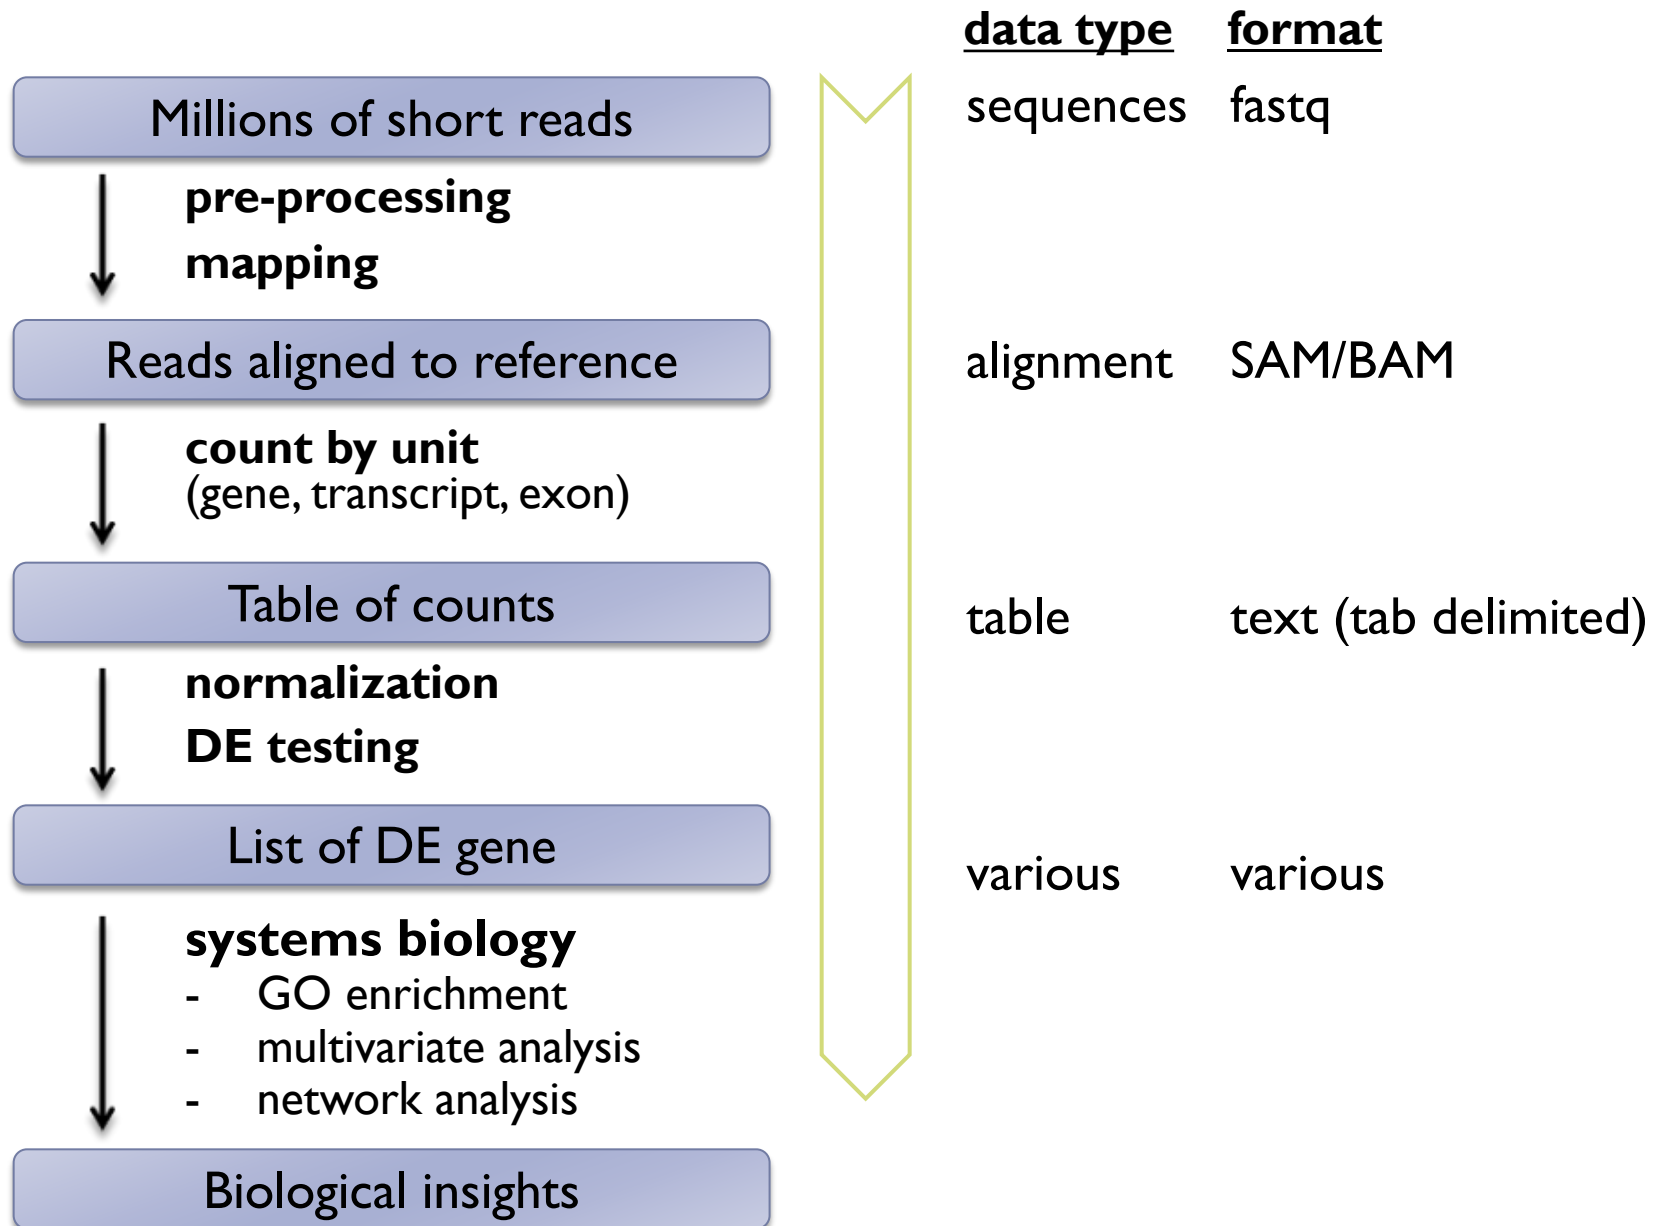 data type format
Millions of short reads sequences fastq
pre-processing
mapping
Reads aligned to reference alignment SAM/BAM
count by unit
(gene, transcript, exon)
Table of counts table text (tab delimited)
normalization
DE testing
List of DE gene various various
systems biology
- GO enrichment
- multivariate analysis
- network analysis
Biological insights